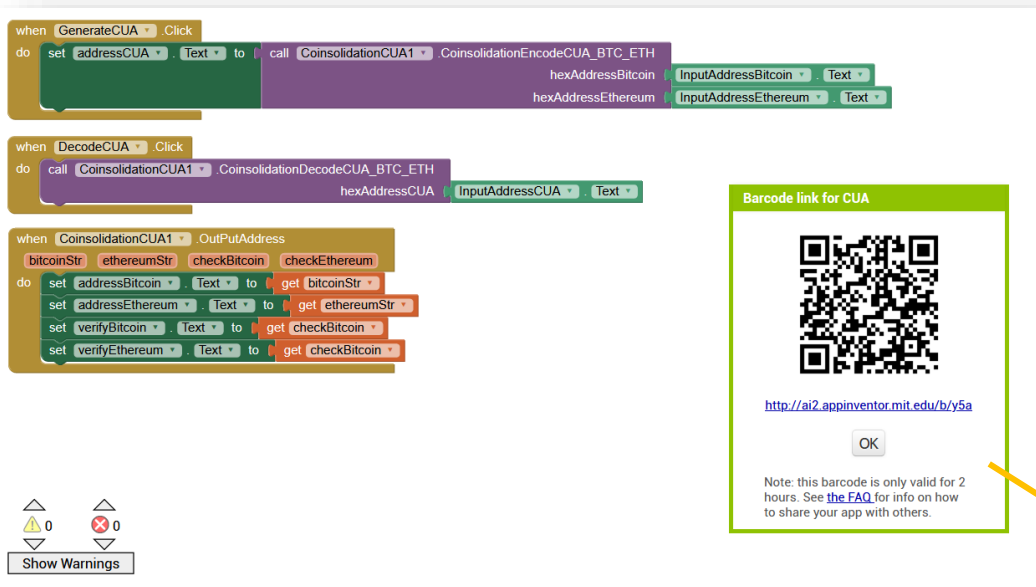 when GenerateCUA .Click
do set addressCUA . Text to call CoinsolidationCUA1 .CoinsolidationEncodeCUA_BTC_ETH
hexAddressBitcoin InputAddressBitcoin . Text
hexAddressEthereum InputAddressEthereum . Text
when DecodeCUA .Click
do call CoinsolidationCUA1 .CoinsolidationDecodeCUA_BTC_ETH
hexAddressCUA InputAddressCUA . Text
when CoinsolidationCUA1 .OutPutAddress
bitcoinStr ethereumStr checkBitcoin checkEthereum
do set addressBitcoin . Text to get bitcoinStr
set addressEthereum . Text to get ethereumStr
set verifyBitcoin . Text to get checkBitcoin
set verifyEthereum . Text to get checkBitcoin
Barcode link for CUA
http://ai2.appinventor.mit.edu/b/y5a
OK
Note: this barcode is only valid for 2
hours. See the FAQ for info on how
to share your app with others.
0 0
Show Warnings